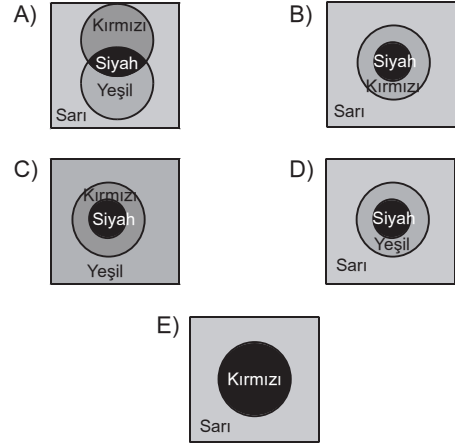 A)
Kırmızı
Siyah
Yeşil
Sarı
B)
Siyah
Kırmızı
Sarı
C)
Kırmızı
Siyah
Yeşil
D)
Siyah
Yeşil
Sarı
E)
Kırmızı
Sarı